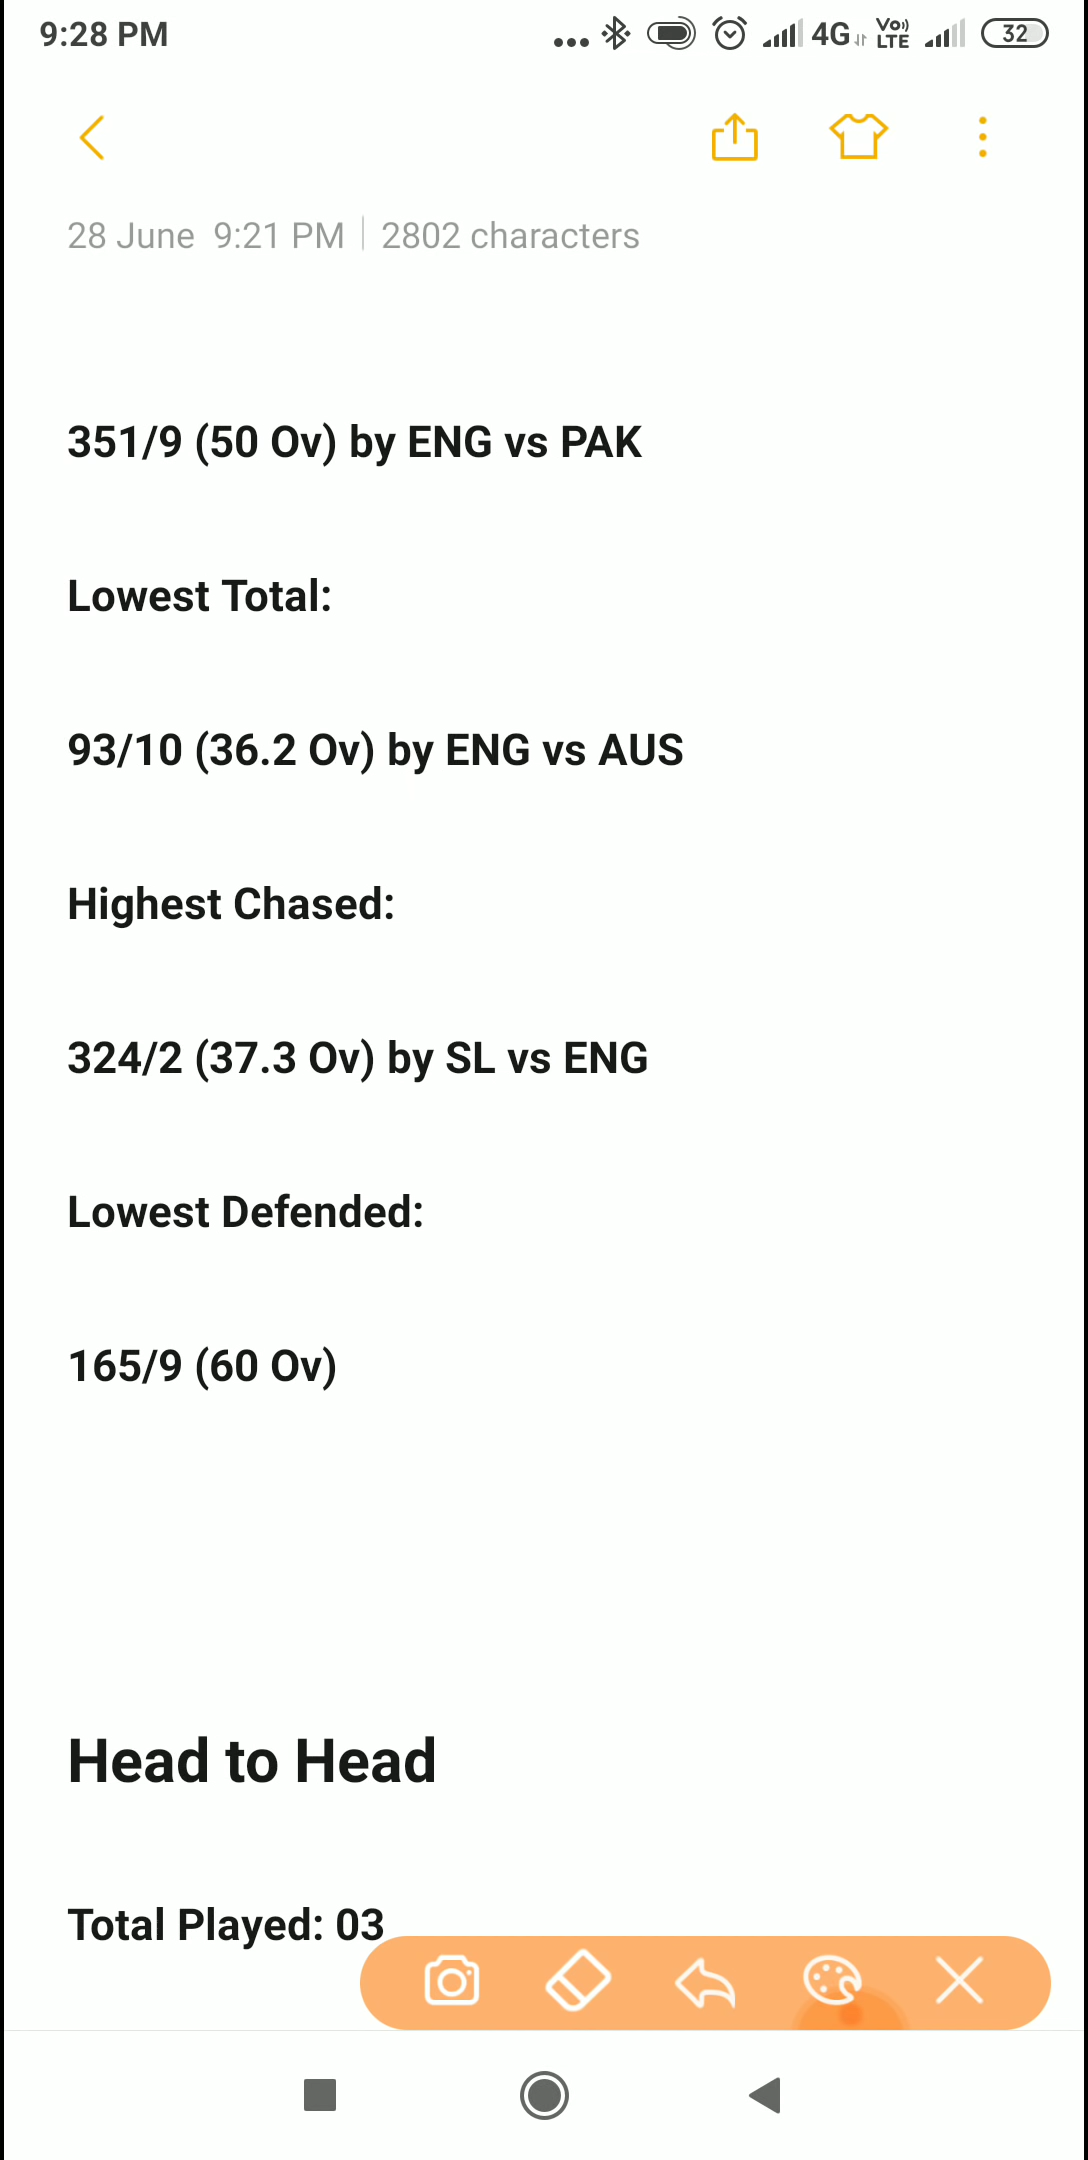 9:28 PM
4G
Vo))
LTE
32
28 June 9:21 PM | 2802 characters
351/9 (50 Ov) by ENG vs PAK
Lowest Total:
93/10 (36.2 Ov) by ENG vs AUS
Highest Chased:
324/2 (37.3 Ov) by SL vs ENG
Lowest Defended:
165/9 (60 Ov)
Head to Head
Total Played: 03